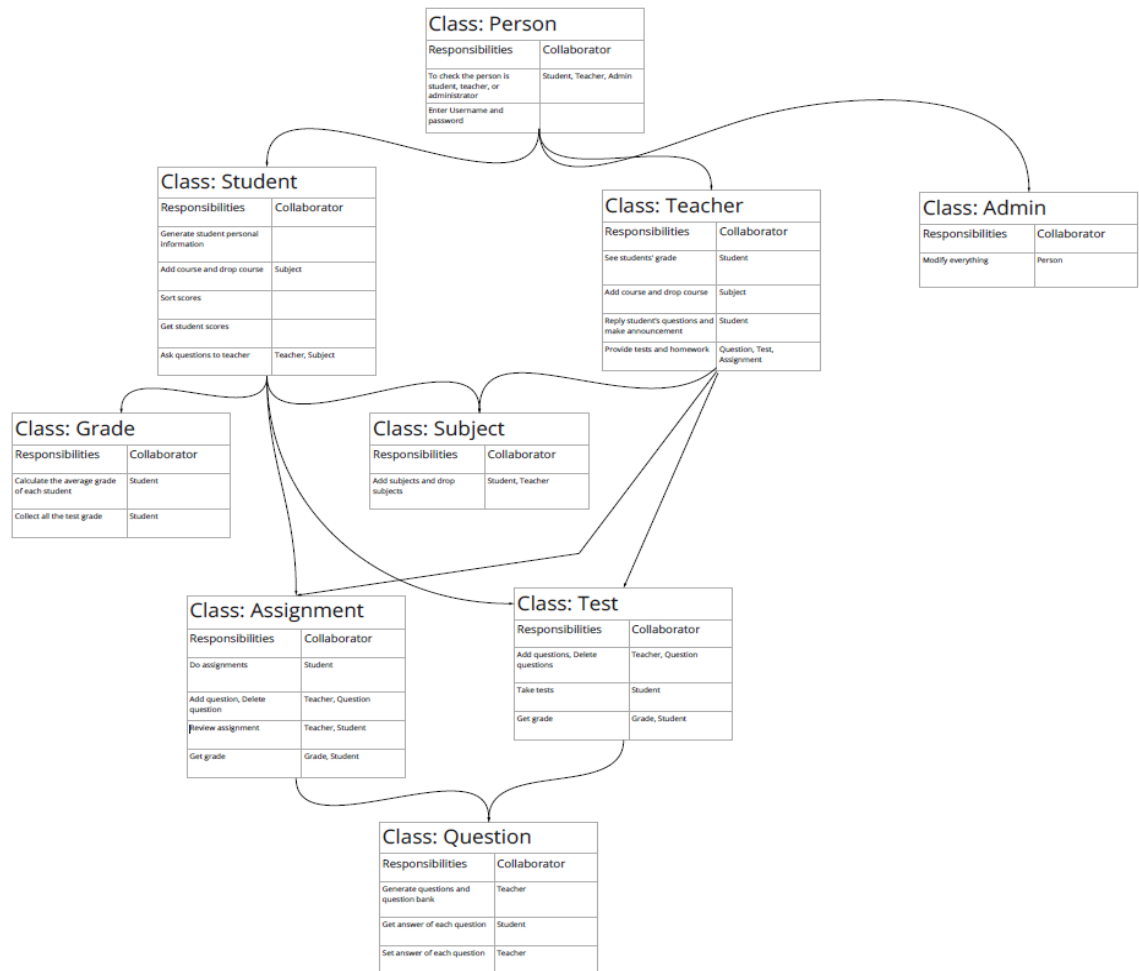 Class: Person
Responsibilities
Collaborator
To check the person is
student, teacher, or
administrator
Student, Teacher, Admin
Enter Username and
password
Class: Student
Responsibilities
Collaborator
Generate student personal
information
Add course and drop course
Subject
Sort scores
Get student scores
Ask questions to teacher
Teacher, Subject
Class: Teacher
Responsibilities
Collaborator
See students' grade
Student
Add course and drop course
Subject
Reply student's questions and
make announcement
Student
Provide tests and homework
Question, Test,
Assignment
Class: Admin
Responsibilities
Collaborator
Modify everything
Person
Class: Grade
Responsibilities
Collaborator
Calculate the average grade
of each student
Student
Collect all the test grade
Student
Class: Subject
Responsibilities
Collaborator
Add subjects and drop
subjects
Student, Teacher
Class: Assignment
Responsibilities
Collaborator
Do assignments
Student
Add question, Delete
question
Teacher, Question
Review assignment
Teacher, Student
Get grade
Grade, Student
Class: Test
Responsibilities
Collaborator
Add questions, Delete
questions
Teacher, Question
Take tests
Student
Get grade
Grade, Student
Class: Question
Responsibilities
Collaborator
Generate questions and
question bank
Teacher
Get answer of each question
Student
Set answer of each question
Teacher